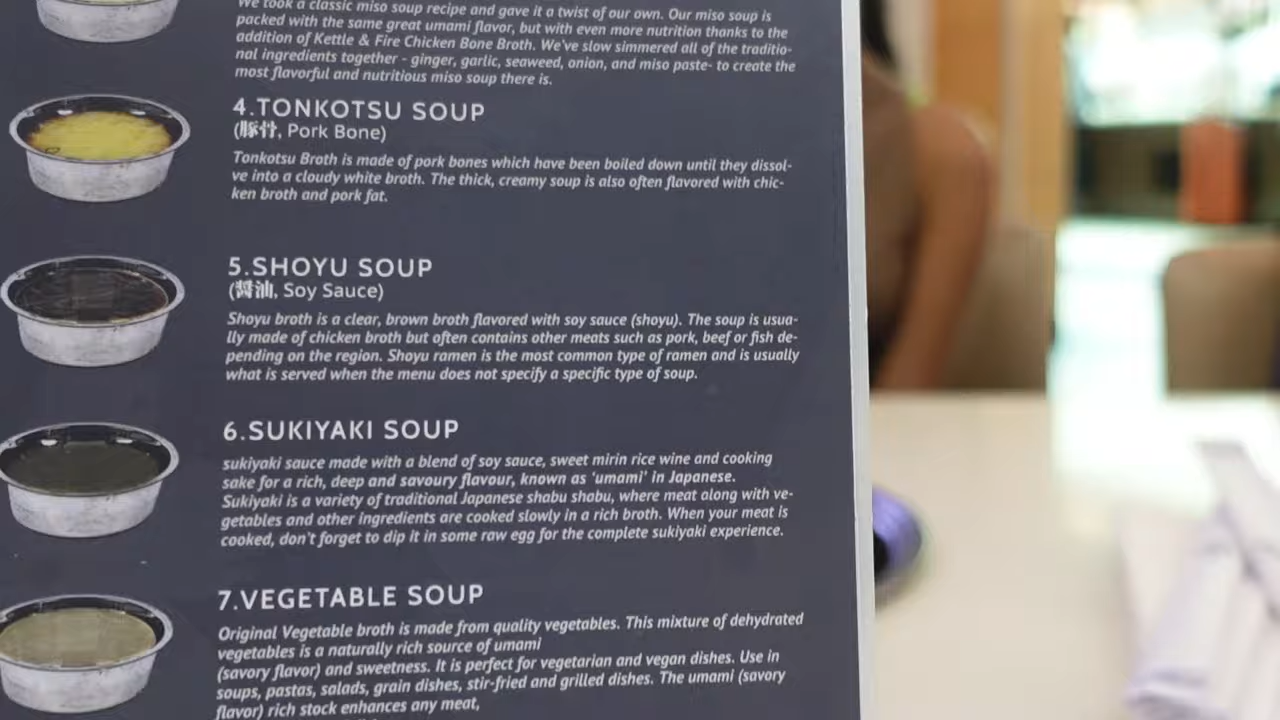 We took a classic miso soup recipe and gave it a twist of our own. Our miso soup is
packed with the same great umami flavor, but with even more nutrition thanks to the
addition of Kettle & Fire Chicken Bone Broth. We've slow simmered all of the traditio-
nal ingredients together - ginger, garlic, seaweed, onion, and miso paste- to create the
most flavorful and nutritious miso soup there is.
4.TONKOTSU SOUP
(豚骨, Pork Bone)
Tonkotsu Broth is made of pork bones which have been boiled down until they dissol-
ve into a cloudy white broth. The thick, creamy soup is also often flavored with chic-
ken broth and pork fat.
5.SHOYU SOUP
(醤油, Soy Sauce)
Shoyu broth is a clear, brown broth flavored with soy sauce (shoyu). The soup is usua-
lly made of chicken broth but often contains other meats such as pork, beef or fish de-
pending on the region. Shoyu ramen is the most common type of ramen and is usually
what is served when the menu does not specify a specific type of soup.
6.SUKIYAKI SOUP
sukiyaki sauce made with a blend of soy sauce, sweet mirin rice wine and cooking
sake for a rich, deep and savoury flavour, known as 'umami' in Japanese.
Sukiyaki is a variety of traditional Japanese shabu shabu, where meat along with ve-
getables and other ingredients are cooked slowly in a rich broth. When your meat is
cooked, don't forget to dip it in some raw egg for the complete sukiyaki experience.
7.VEGETABLE SOUP
Original Vegetable broth is made from quality vegetables. This mixture of dehydrated
vegetables is a naturally rich source of umami
(savory flavor) and sweetness. It is perfect for vegetarian and vegan dishes. Use in
soups, pastas, salads, grain dishes, stir-fried and grilled dishes. The umami (savory
flavor) rich stock enhances any meat,